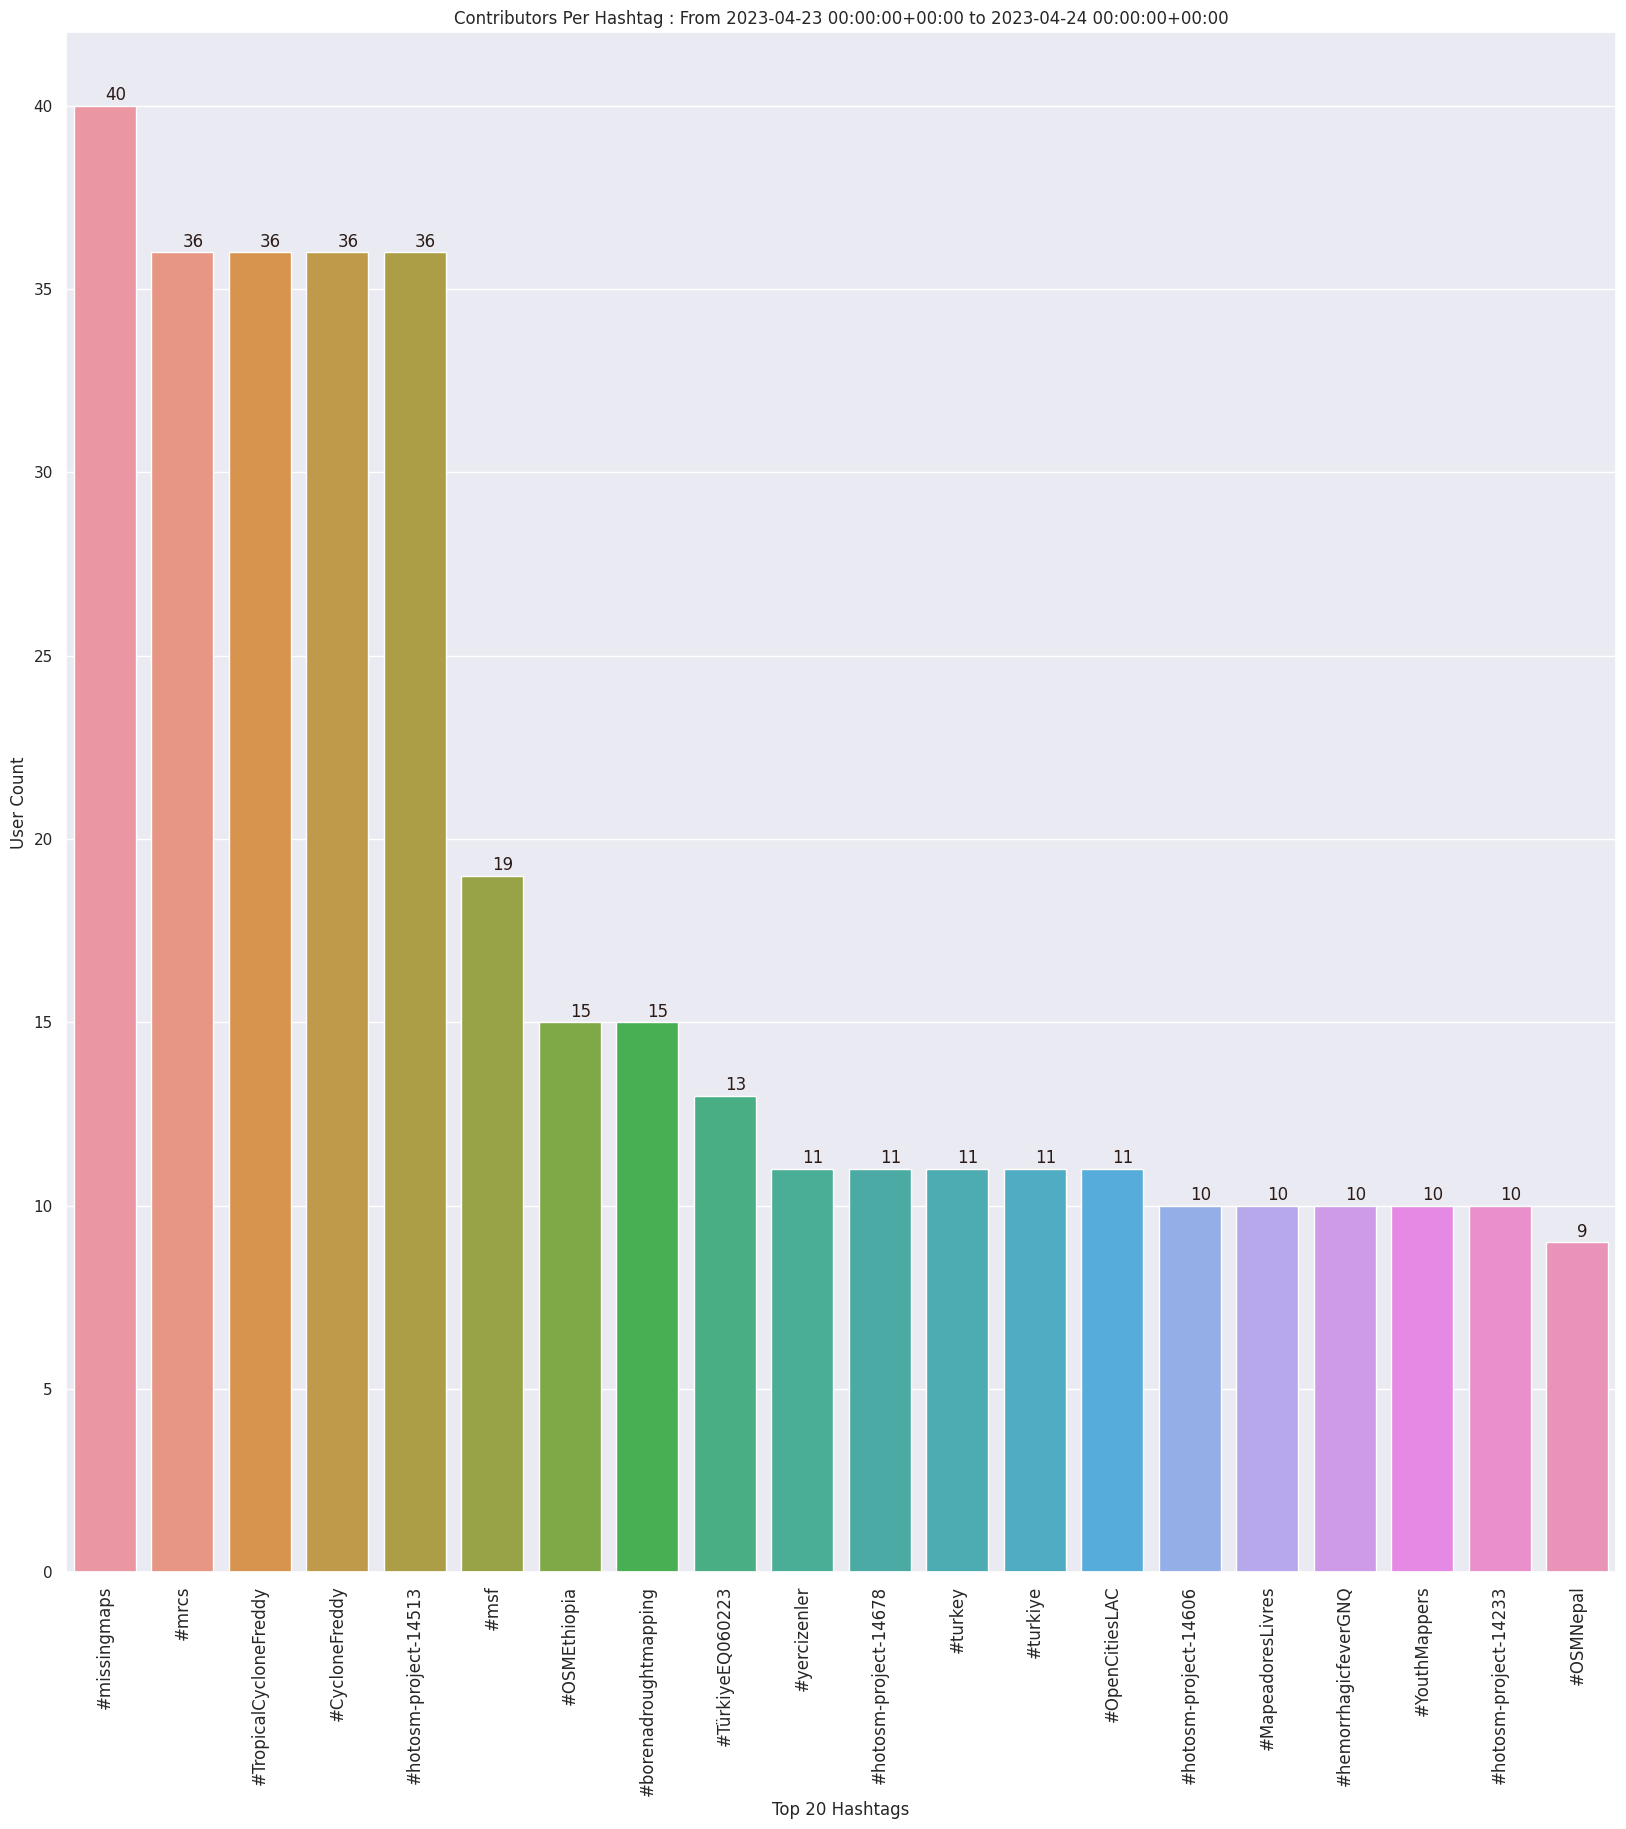 Contributors Per Hashtag : From 2023-04-23 00:00:00+00:00 to 2023-04-24 00:00:00+00:00
User Count
40
35
30
25
20
15
10
5
0
40
36
36
36
36
19
15
15
13
11
11
11
11
11
10
10
10
10
10
9
#missingmaps
#mrcs
#TropicalCycloneFreddy
#CycloneFreddy
#hotosm-project-14513
#msf
#OSMEthiopia
#borenadroughtmapping
#TürkiyeEQ060223
#yercizenler
#hotosm-project-14678
#turkey
#turkiye
#OpenCitiesLAC
#hotosm-project-14606
#MapeadoresLivres
#hemorrhagicfeverGNQ
#YouthMappers
#hotosm-project-14233
#OSMNepal
Top 20 Hashtags